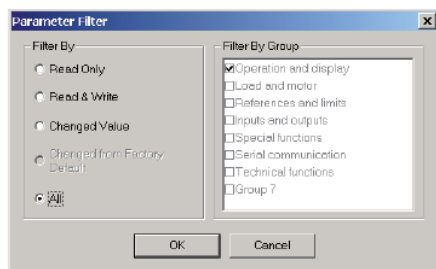 Parameter Filter
Filter By
Read Only
Read & Write
Changed Value
Changed from Factory
Default
All
Filter By Group
Operation and display
Load and motor
References and limits
Inputs and outputs
Special functions
Serial communication
Technical functions
Group ?
OK
Cancel